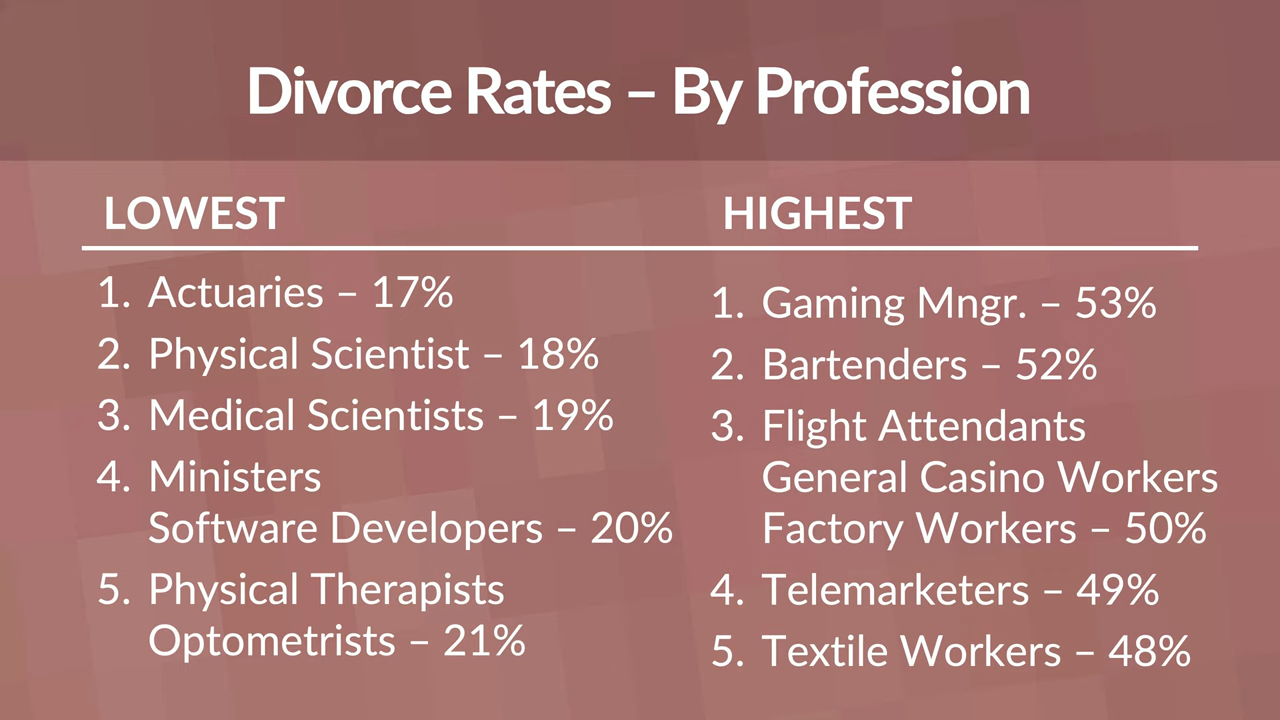 Divorce Rates – By Profession
LOWEST
1. Actuaries – 17%
2. Physical Scientist – 18%
3. Medical Scientists – 19%
4. Ministers
Software Developers – 20%
5. Physical Therapists
Optometrists – 21%
HIGHEST
1. Gaming Mngr. – 53%
2. Bartenders – 52%
3. Flight Attendants
General Casino Workers
Factory Workers – 50%
4. Telemarketers – 49%
5. Textile Workers – 48%